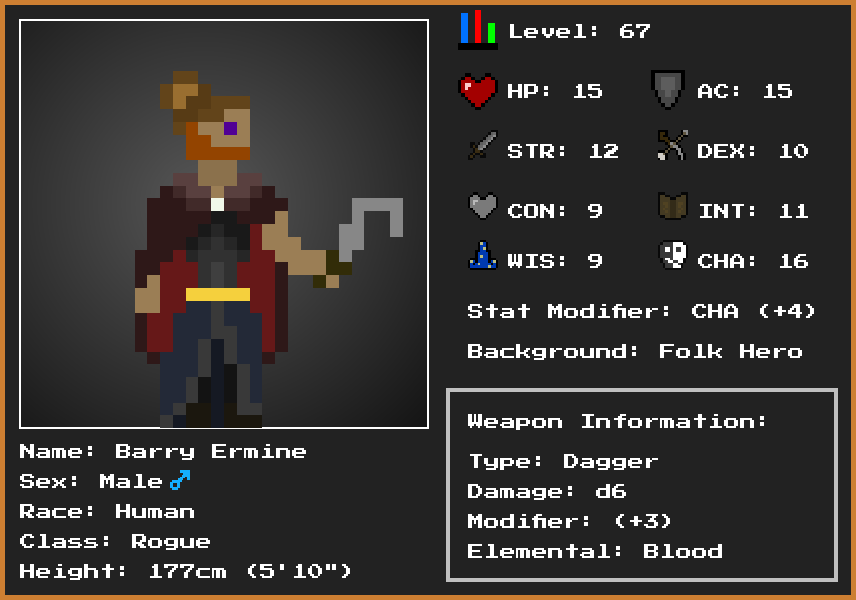 Level: 67
HP: 15 AC: 15
STR: 12 DEX: 10
CON: 9 INT: 11
WIS: 9 CHA: 16
Stat Modifier: CHA (+4)
Background: Folk Hero
Weapon Information:
Type: Dagger
Damage: d6
Modifier: (+3)
Elemental: Blood
Name: Barry Ermine
Sex: Male♂
Race: Human
Class: Rogue
Height: 177cm (5'10")